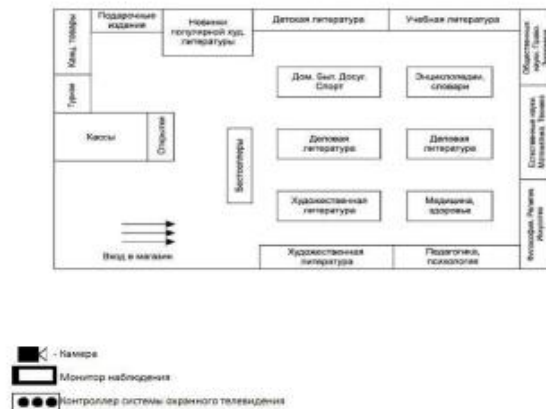 Подарочные
издания
Новинки
популярной худ.
литературы
Детская литература
Учебная литература
Канц. товары
Туризм
Кассы
Открытки
Бестселлеры
Дом. Быт. Досуг.
Спорт
Энциклопедии,
словари
Деловая
литература
Деловая
литература
Художественная
литература
Медицина,
здоровье
Общественные
науки. Право.
Естественные науки
Математика. Техника
Философия. Религия
Искусство
Вход в магазин
Художественная
литература
Педагогика,
психология
- Камера
Монитор наблюдения
Контроллер системы охранного телевидения